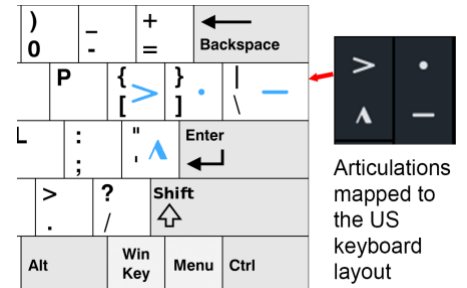 ) _ +
0 - = Backspace
P { } |
[ > ] · \ —
L : " Enter
; ' ʌ
> ? Shift
. /
Alt Win Key Menu Ctrl
> ·
ʌ —
Articulations
mapped to
the US
keyboard
layout